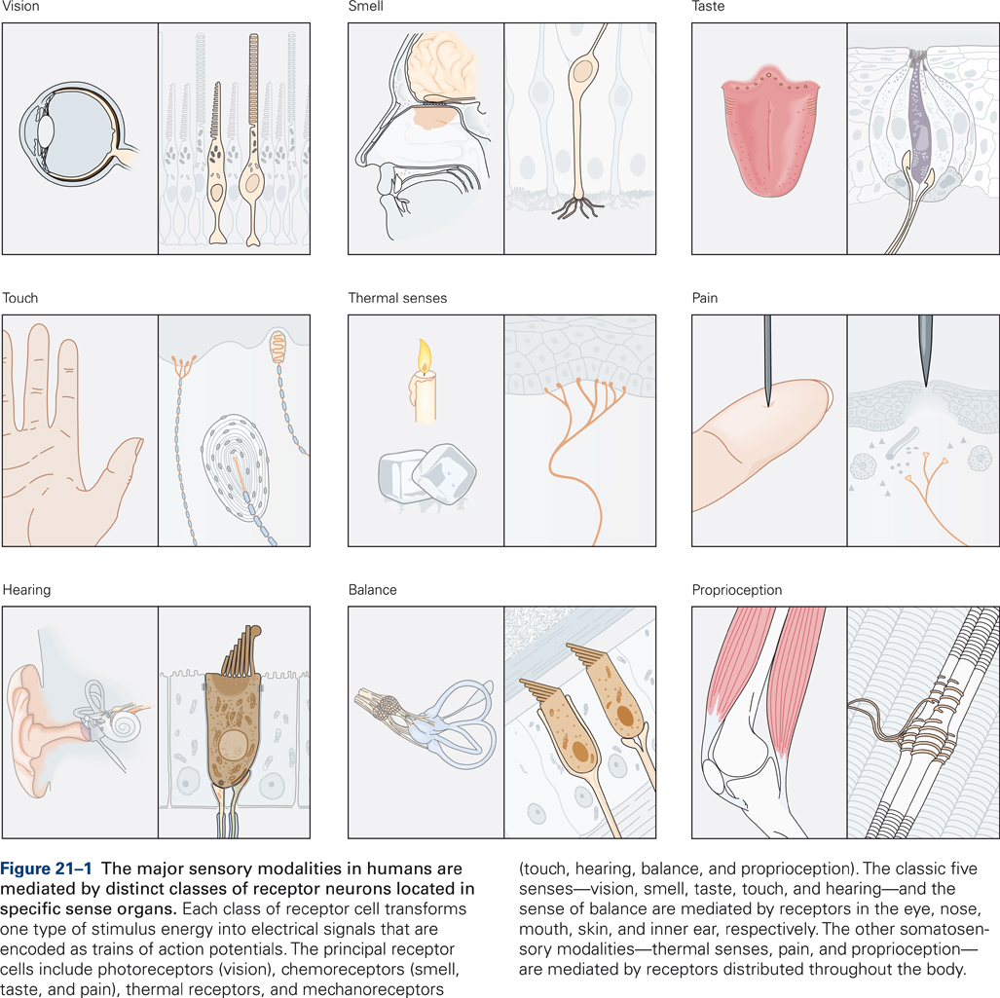 Vision
Smell
Taste
Touch
Thermal senses
Pain
Hearing
Balance
Proprioception
Figure 21–1 The major sensory modalities in humans are
mediated by distinct classes of receptor neurons located in
specific sense organs. Each class of receptor cell transforms
one type of stimulus energy into electrical signals that are
encoded as trains of action potentials. The principal receptor
cells include photoreceptors (vision), chemoreceptors (smell,
taste, and pain), thermal receptors, and mechanoreceptors
(touch, hearing, balance, and proprioception). The classic five
senses—vision, smell, taste, touch, and hearing—and the
sense of balance are mediated by receptors in the eye, nose,
mouth, skin, and inner ear, respectively. The other somatosen-
sory modalities—thermal senses, pain, and proprioception—
are mediated by receptors distributed throughout the body.